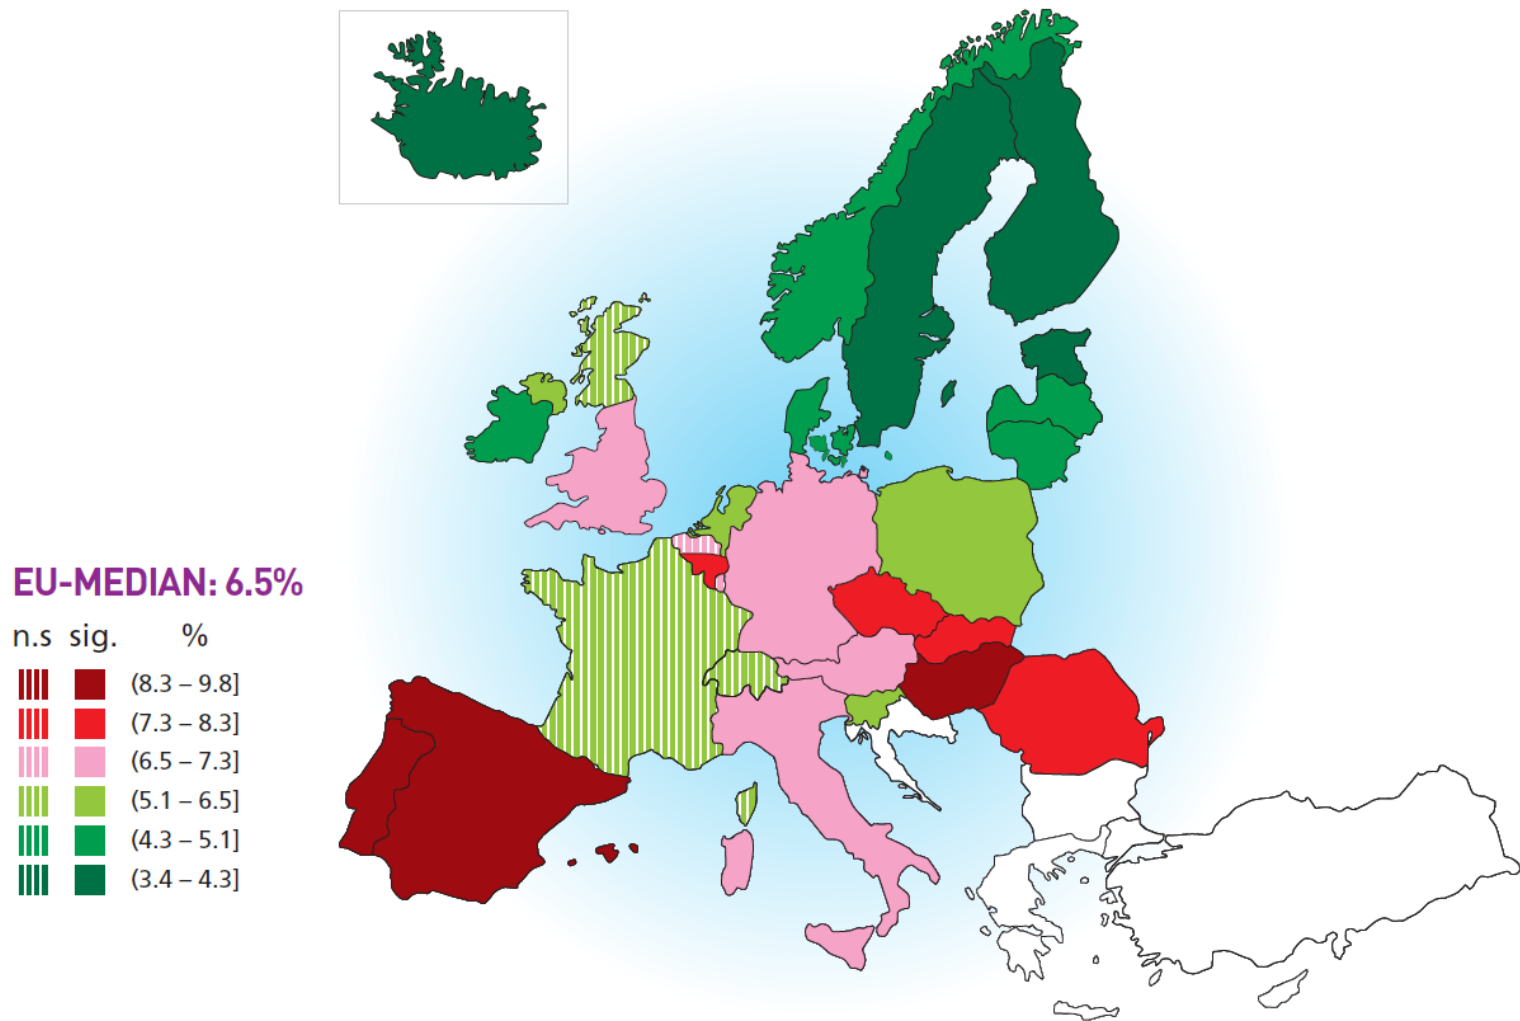 EU-MEDIAN: 6.5%
n.s sig. %
(8.3 – 9.8]
(7.3 – 8.3]
(6.5 – 7.3]
(5.1 – 6.5]
(4.3 – 5.1]
(3.4 – 4.3]